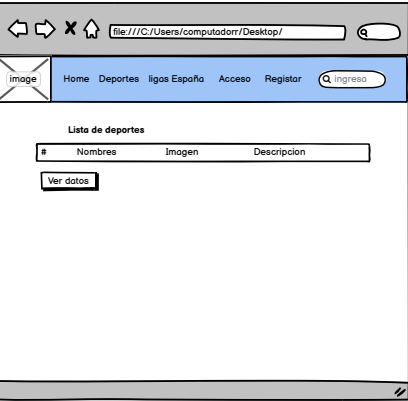 file:///C:/Users/computadorr/Desktop/
image Home Deportes ligas España Acceso Registar ingresa
Lista de deportes
# Nombres Imagen Descripcion
Ver datos